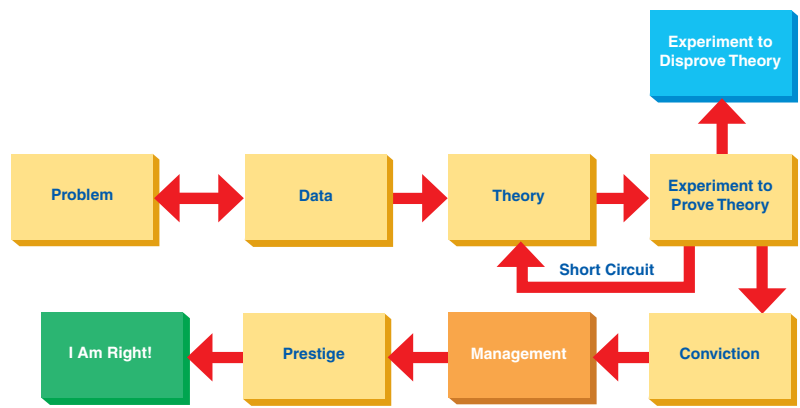 Experiment to
Disprove Theory
Problem
Data
Theory
Experiment to
Prove Theory
Short Circuit
I Am Right!
Prestige
Management
Conviction